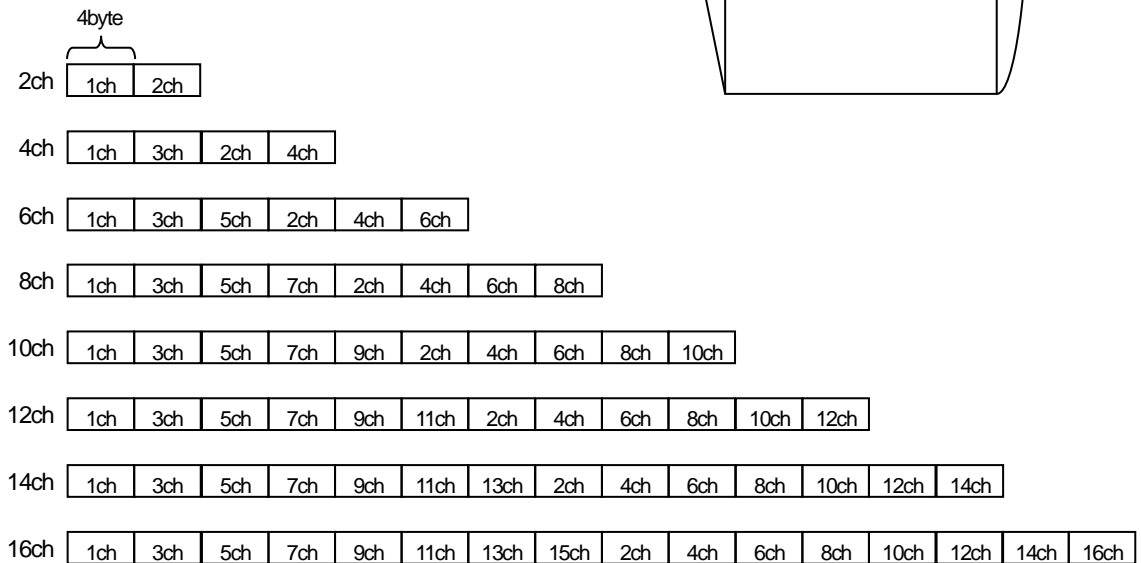 4byte
2ch 1ch 2ch
4ch 1ch 3ch 2ch 4ch
6ch 1ch 3ch 5ch 2ch 4ch 6ch
8ch 1ch 3ch 5ch 7ch 2ch 4ch 6ch 8ch
10ch 1ch 3ch 5ch 7ch 9ch 2ch 4ch 6ch 8ch 10ch
12ch 1ch 3ch 5ch 7ch 9ch 11ch 2ch 4ch 6ch 8ch 10ch 12ch
14ch 1ch 3ch 5ch 7ch 9ch 11ch 13ch 2ch 4ch 6ch 8ch 10ch 12ch 14ch
16ch 1ch 3ch 5ch 7ch 9ch 11ch 13ch 15ch 2ch 4ch 6ch 8ch 10ch 12ch 14ch 16ch